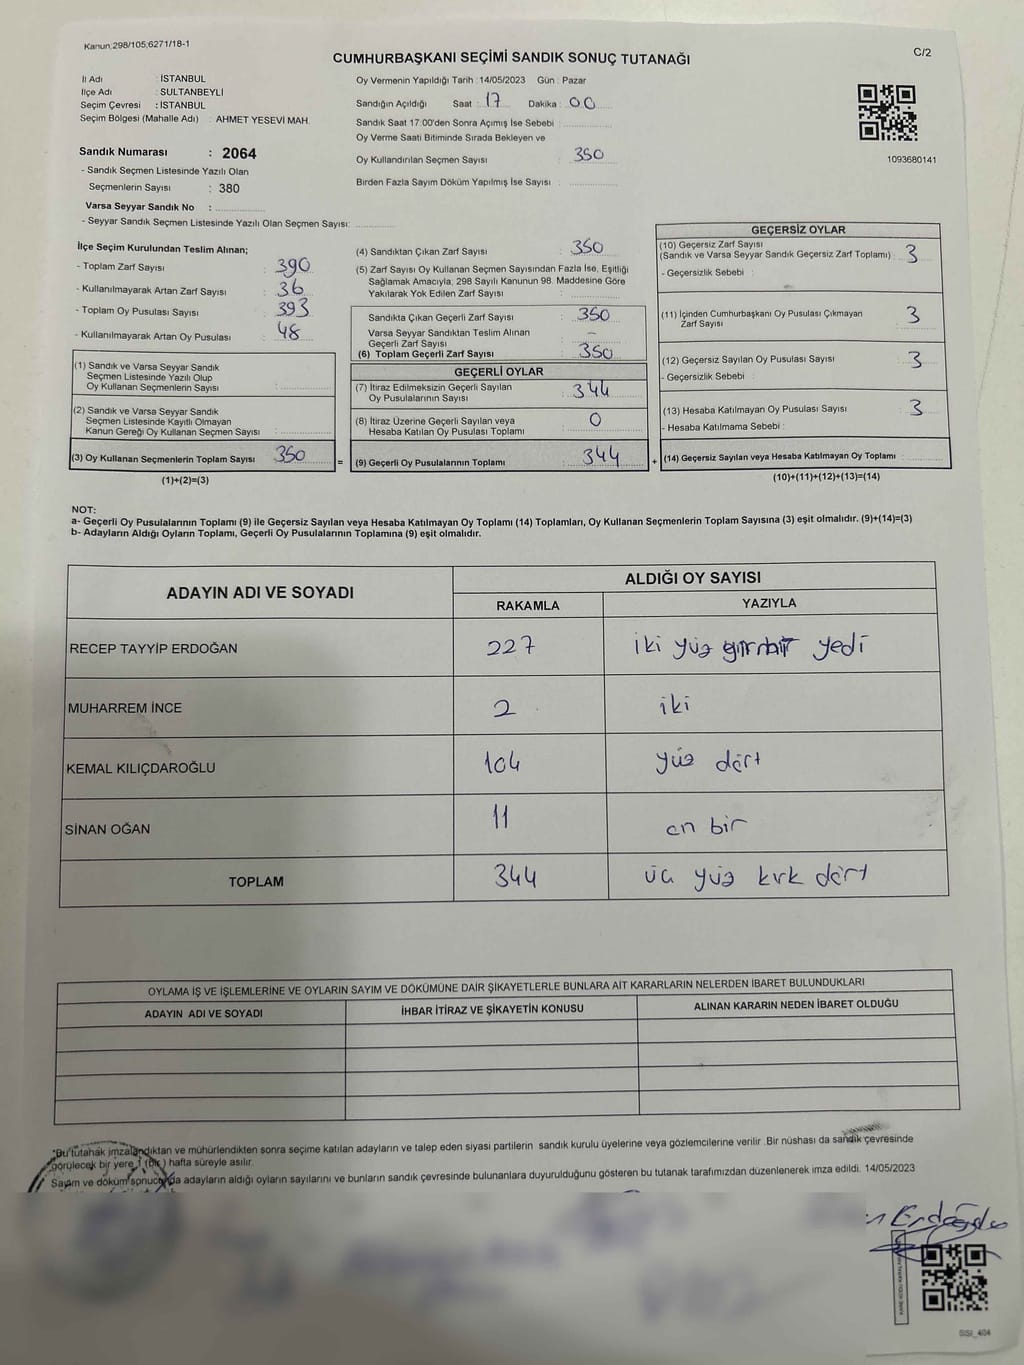 Kanun:298/105;6271/18-1
CUMHURBAŞKANI SEÇİMİ SANDIK SONUÇ TUTANAĞI
C/2
İl Adı : İSTANBUL
İlçe Adı : SULTANBEYLİ
Seçim Çevresi : İSTANBUL
Seçim Bölgesi (Mahalle Adı) : AHMET YESEVİ MAH.
Sandık Numarası : 2064
- Sandık Seçmen Listesinde Yazılı Olan
Seçmenlerin Sayısı : 380
Varsa Seyyar Sandık No :
- Seyyar Sandık Seçmen Listesinde Yazılı Olan Seçmen Sayısı:
Oy Vermenin Yapıldığı Tarih : 14/05/2023 Gün : Pazar
Sandığın Açıldığı Saat : 17 Dakika : 00
Sandık Saat 17:00'den Sonra Açımış İse Sebebi :
Oy Verme Saati Bitiminde Sırada Bekleyen ve
Oy Kullandırılan Seçmen Sayısı : 350
Birden Fazla Sayım Döküm Yapılmış İse Sayısı :
1093680141
İlçe Seçim Kurulundan Teslim Alınan;
- Toplam Zarf Sayısı : 390
- Kullanılmayarak Artan Zarf Sayısı : 36
- Toplam Oy Pusulası Sayısı : 393
- Kullanılmayarak Artan Oy Pusulası : 48
(1) Sandık ve Varsa Seyyar Sandık
Seçmen Listesinde Yazılı Olup
Oy Kullanan Seçmenlerin Sayısı :
(2) Sandık ve Varsa Seyyar Sandık
Seçmen Listesinde Kayıtlı Olmayan
Kanun Gereği Oy Kullanan Seçmen Sayısı :
(3) Oy Kullanan Seçmenlerin Toplam Sayısı : 350
(1)+(2)=(3)
(4) Sandıktan Çıkan Zarf Sayısı : 350
(5) Zarf Sayısı Oy Kullanan Seçmen Sayısından Fazla İse, Eşitliği
Sağlamak Amacıyla, 298 Sayılı Kanunun 98. Maddesine Göre
Yakılarak Yok Edilen Zarf Sayısı :
Sandıkta Çıkan Geçerli Zarf Sayısı : 350
Varsa Seyyar Sandıktan Teslim Alınan
Geçerli Zarf Sayısı : –
(6) Toplam Geçerli Zarf Sayısı : 350
GEÇERLİ OYLAR
(7) İtiraz Edilmeksizin Geçerli Sayılan
Oy Pusulalarının Sayısı : 344
(8) İtiraz Üzerine Geçerli Sayılan veya
Hesaba Katılan Oy Pusulası Toplamı : 0
= (9) Geçerli Oy Pusulalarının Toplamı : 344
GEÇERSİZ OYLAR
(10) Geçersiz Zarf Sayısı
(Sandık ve Varsa Seyyar Sandık Geçersiz Zarf Toplamı) : 3
- Geçersizlik Sebebi :
(11) İçinden Cumhurbaşkanı Oy Pusulası Çıkmayan
Zarf Sayısı : 3
(12) Geçersiz Sayılan Oy Pusulası Sayısı : 3
- Geçersizlik Sebebi :
(13) Hesaba Katılmayan Oy Pusulası Sayısı : 3
- Hesaba Katılmama Sebebi :
+ (14) Geçersiz Sayılan veya Hesaba Katılmayan Oy Toplamı :
(10)+(11)+(12)+(13)=(14)
NOT:
a- Geçerli Oy Pusulalarının Toplamı (9) ile Geçersiz Sayılan veya Hesaba Katılmayan Oy Toplamı (14) Toplamları, Oy Kullanan Seçmenlerin Toplam Sayısına (3) eşit olmalıdır. (9)+(14)=(3)
b- Adayların Aldığı Oyların Toplamı, Geçerli Oy Pusulalarının Toplamına (9) eşit olmalıdır.
ADAYIN ADI VE SOYADI
ALDIĞI OY SAYISI
RAKAMLA YAZIYLA
RECEP TAYYİP ERDOĞAN 227 iki yüz yedi
MUHARREM İNCE 2 iki
KEMAL KILIÇDAROĞLU 104 yüz dört
SİNAN OĞAN 11 on bir
TOPLAM 344 üç yüz kırk dört
OYLAMA İŞ VE İŞLEMLERİNE VE OYLARIN SAYIM VE DÖKÜMÜNE DAİR ŞİKAYETLERLE BUNLARA AİT KARARLARIN NELERDEN İBARET BULUNDUKLARI
ADAYIN ADI VE SOYADI İHBAR İTİRAZ VE ŞİKAYETİN KONUSU ALINAN KARARIN NEDEN İBARET OLDUĞU
*Bu tutanak imzalandıktan ve mühürlendikten sonra seçime katılan adayların ve talep eden siyasi partilerin sandık kurulu üyelerine veya gözlemcilerine verilir .Bir nüshası da sandık çevresinde
görülecek bir yere 1 (bir) hafta süreyle asılır.
Sayım ve döküm sonucunda adayların aldığı oyların sayılarını ve bunların sandık çevresinde bulunanlara duyurulduğunu gösteren bu tutanak tarafımızdan düzenlenerek imza edildi. 14/05/2023
SISI_404